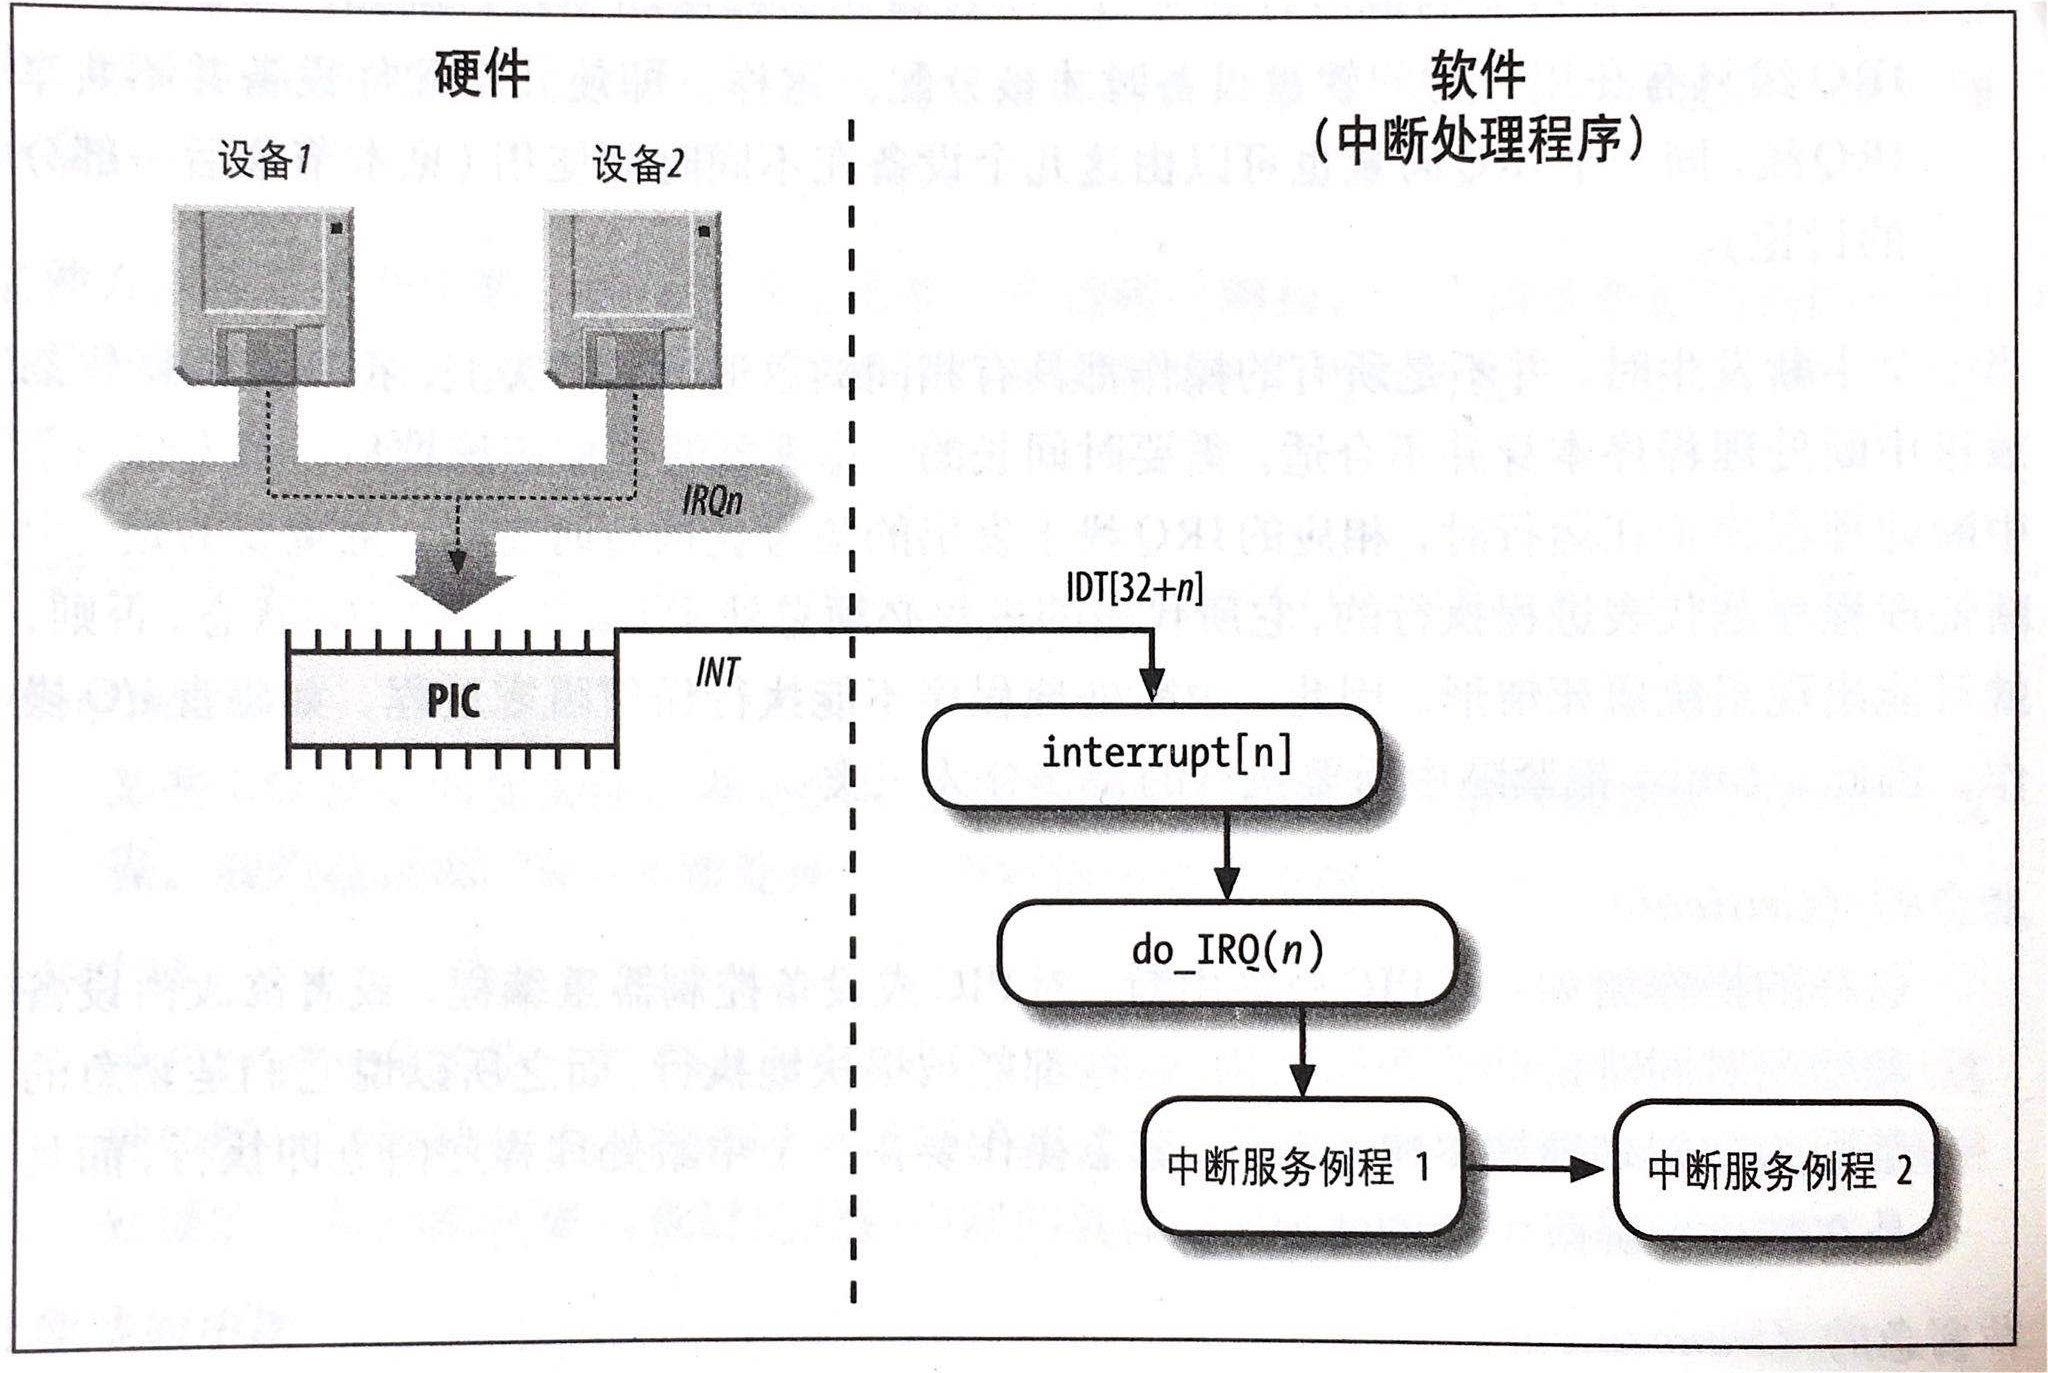 硬件
软件
(中断处理程序)
设备1
设备2
IRQn
IDT[32+n]
INT
PIC
interrupt[n]
do_IRQ(n)
中断服务例程 1
中断服务例程 2